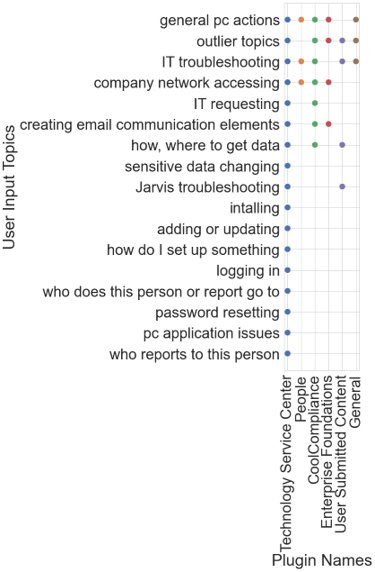 general pc actions
outlier topics
IT troubleshooting
company network accessing
IT requesting
creating email communication elements
how, where to get data
sensitive data changing
Jarvis troubleshooting
intalling
adding or updating
how do I set up something
logging in
who does this person or report go to
password resetting
pc application issues
who reports to this person
User Input Topics
Technology Service Center
People
CoolCompliance
Enterprise Foundations
User Submitted Content
General
Plugin Names